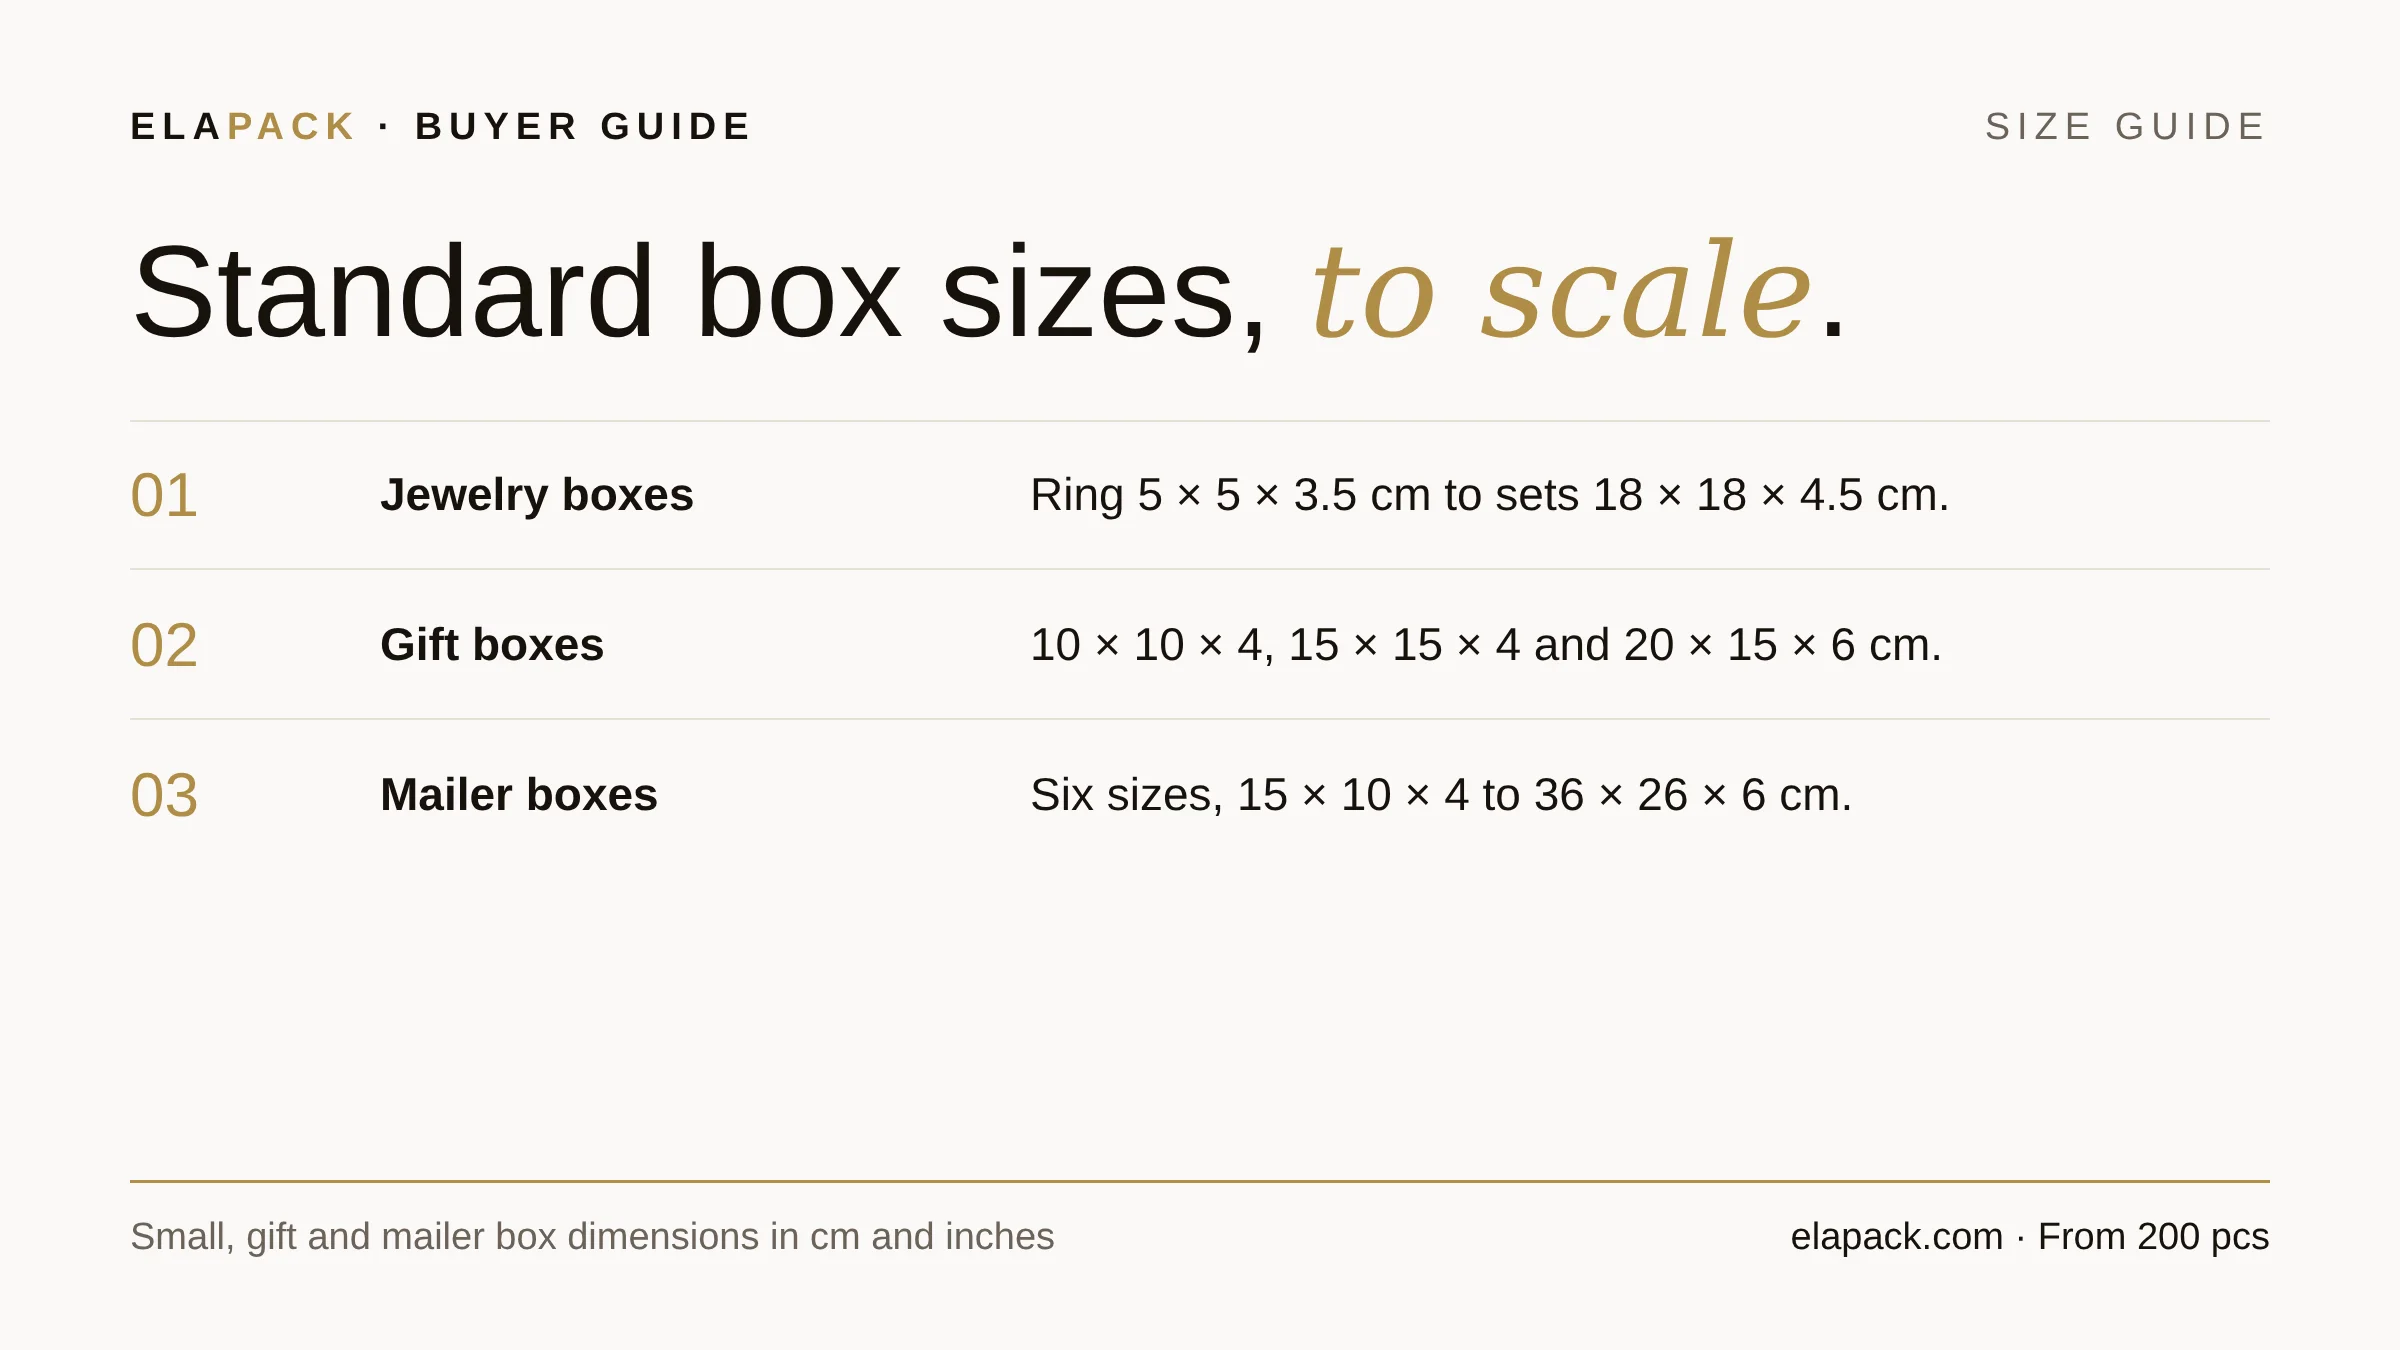 ELAPACK · BUYER GUIDE
SIZE GUIDE
Standard box sizes, to scale.
01 Jewelry boxes Ring 5 × 5 × 3.5 cm to sets 18 × 18 × 4.5 cm.
02 Gift boxes 10 × 10 × 4, 15 × 15 × 4 and 20 × 15 × 6 cm.
03 Mailer boxes Six sizes, 15 × 10 × 4 to 36 × 26 × 6 cm.
Small, gift and mailer box dimensions in cm and inches
elapack.com · From 200 pcs